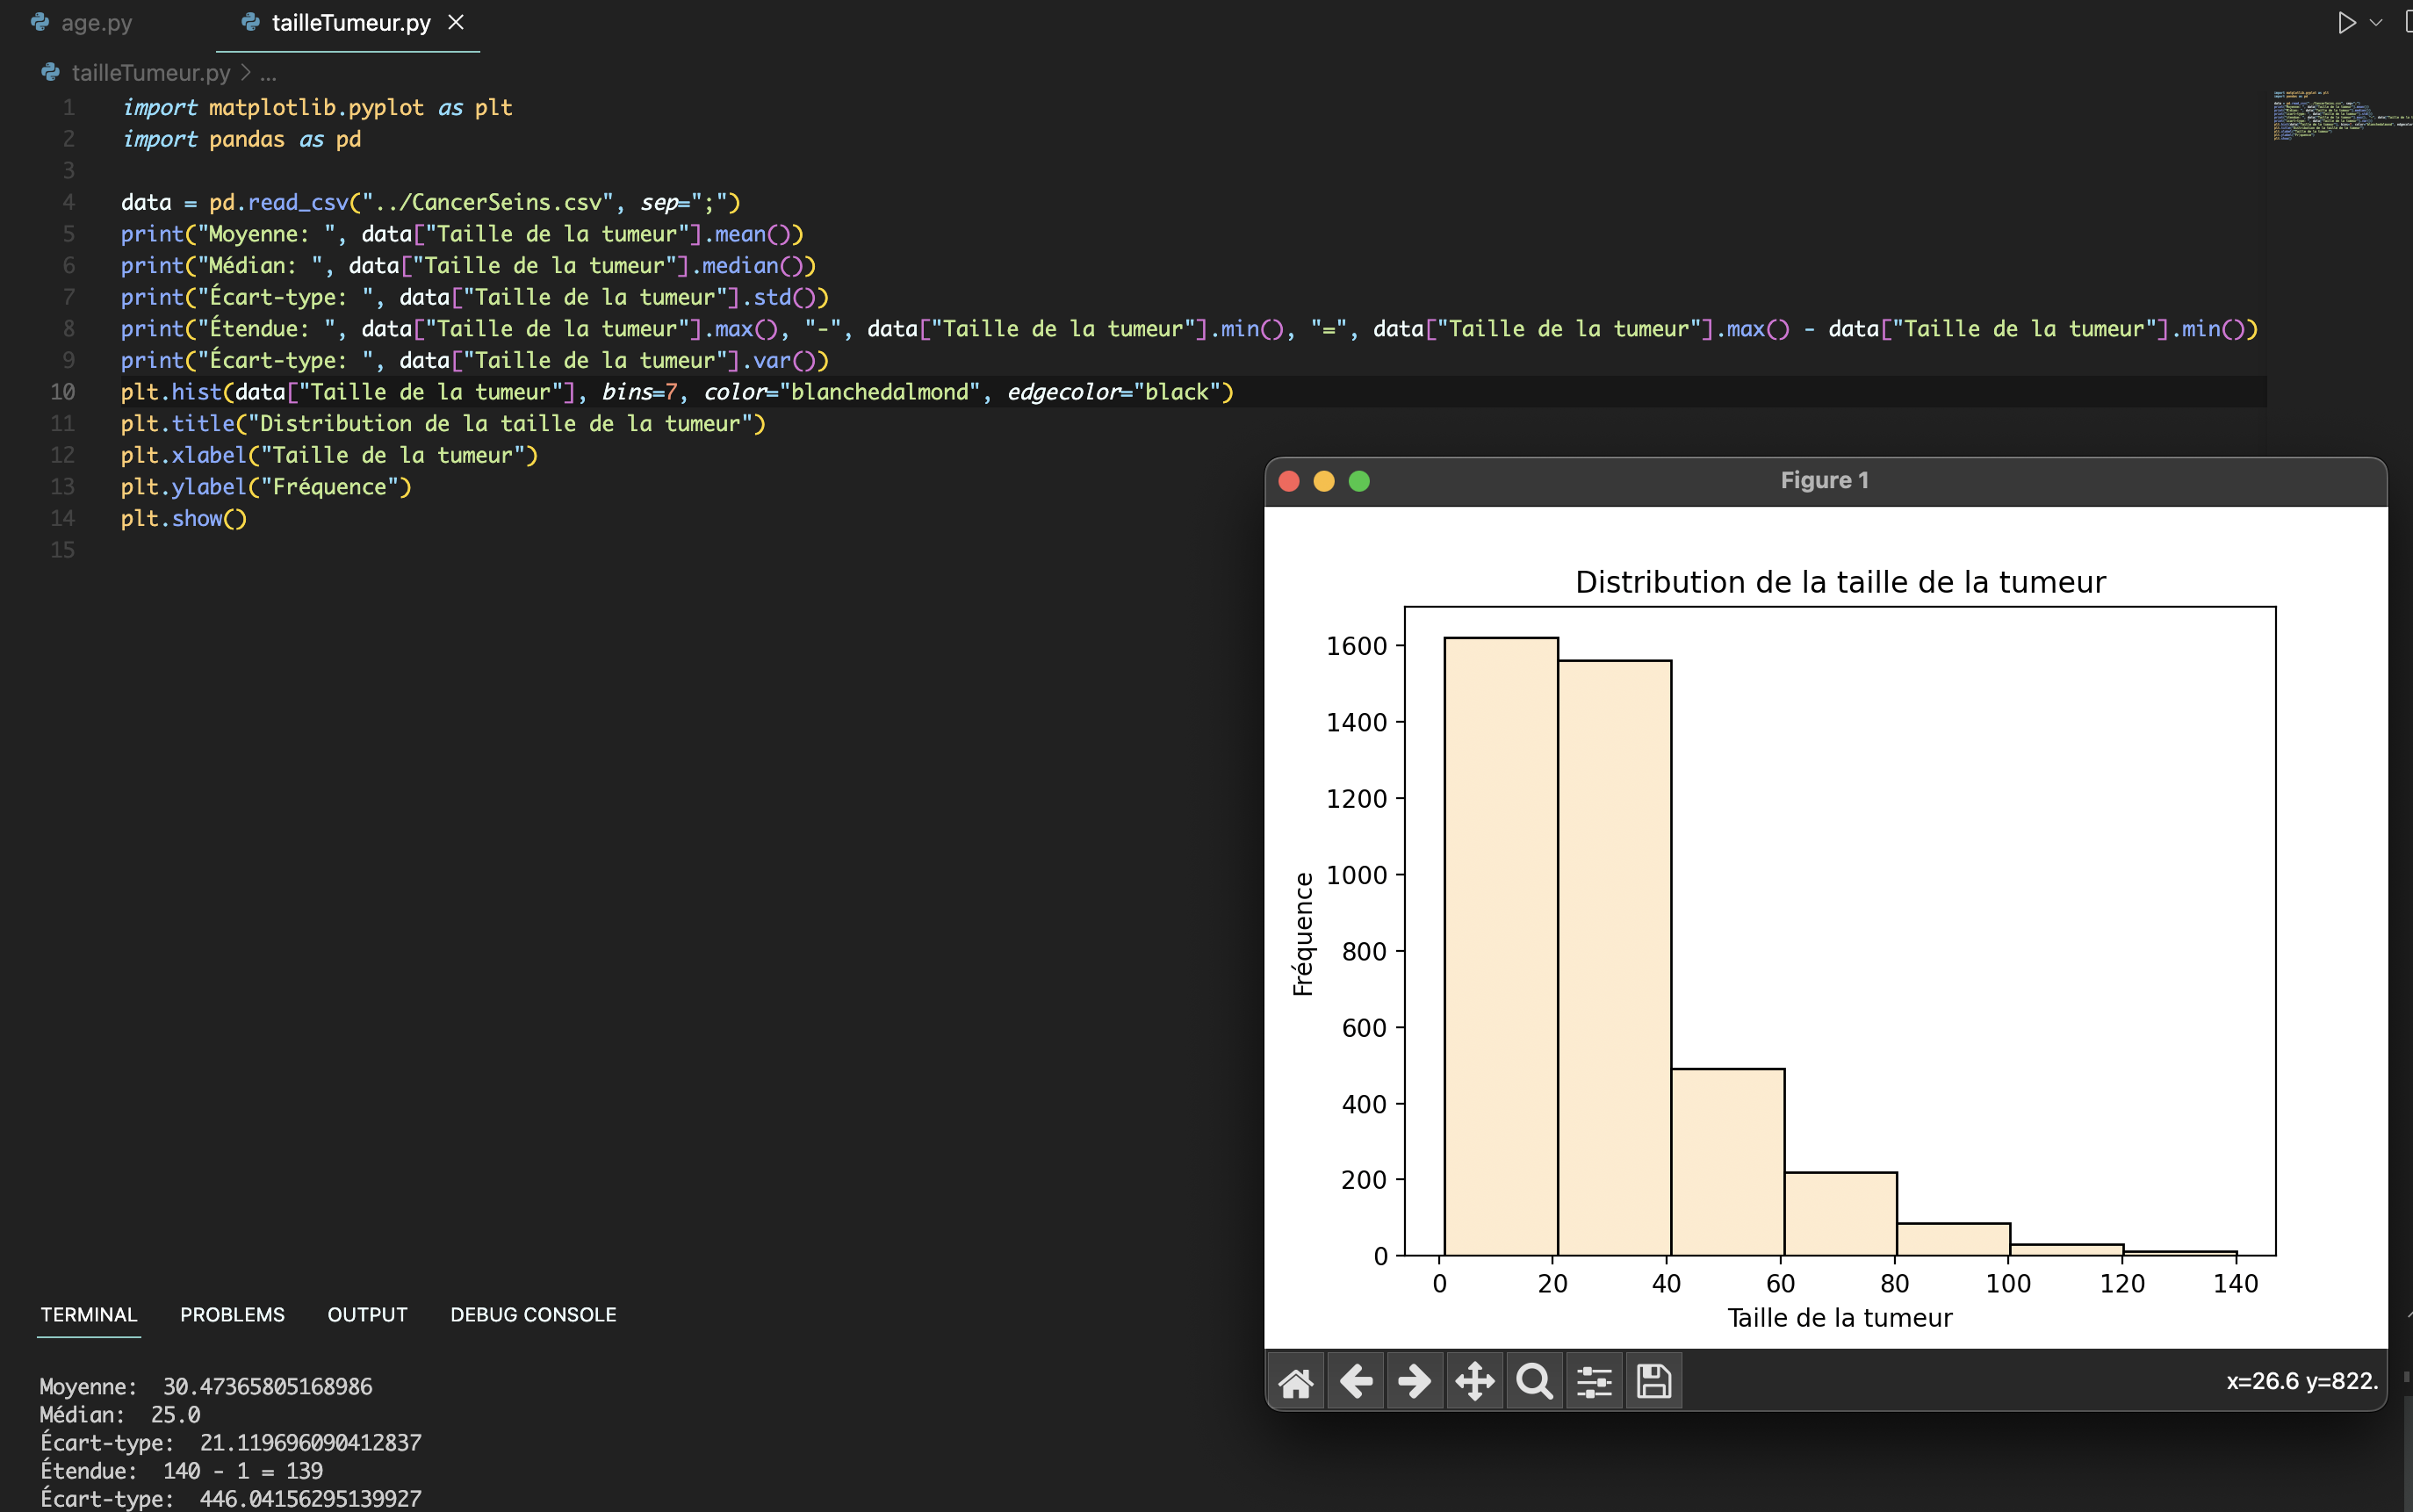 age.py
tailleTumeur.py
tailleTumeur.py > ...
1 import matplotlib.pyplot as plt
2 import pandas as pd
3
4 data = pd.read_csv("../CancerSeins.csv", sep=";")
5 print("Moyenne: ", data["Taille de la tumeur"].mean())
6 print("Médian: ", data["Taille de la tumeur"].median())
7 print("Écart-type: ", data["Taille de la tumeur"].std())
8 print("Étendue: ", data["Taille de la tumeur"].max(), "-", data["Taille de la tumeur"].min(), "=", data["Taille de la tumeur"].max() - data["Taille de la tumeur"].min())
9 print("Écart-type: ", data["Taille de la tumeur"].var())
10 plt.hist(data["Taille de la tumeur"], bins=7, color="blanchedalmond", edgecolor="black")
11 plt.title("Distribution de la taille de la tumeur")
12 plt.xlabel("Taille de la tumeur")
13 plt.ylabel("Fréquence")
14 plt.show()
15
Figure 1
Distribution de la taille de la tumeur
1600
1400
1200
1000
800
600
400
200
0
Fréquence
0 20 40 60 80 100 120 140
Taille de la tumeur
x=26.6 y=822.
TERMINAL PROBLEMS OUTPUT DEBUG CONSOLE
Moyenne:  30.47365805168986
Médian:  25.0
Écart-type:  21.119696090412837
Étendue:  140 - 1 = 139
Écart-type:  446.04156295139927